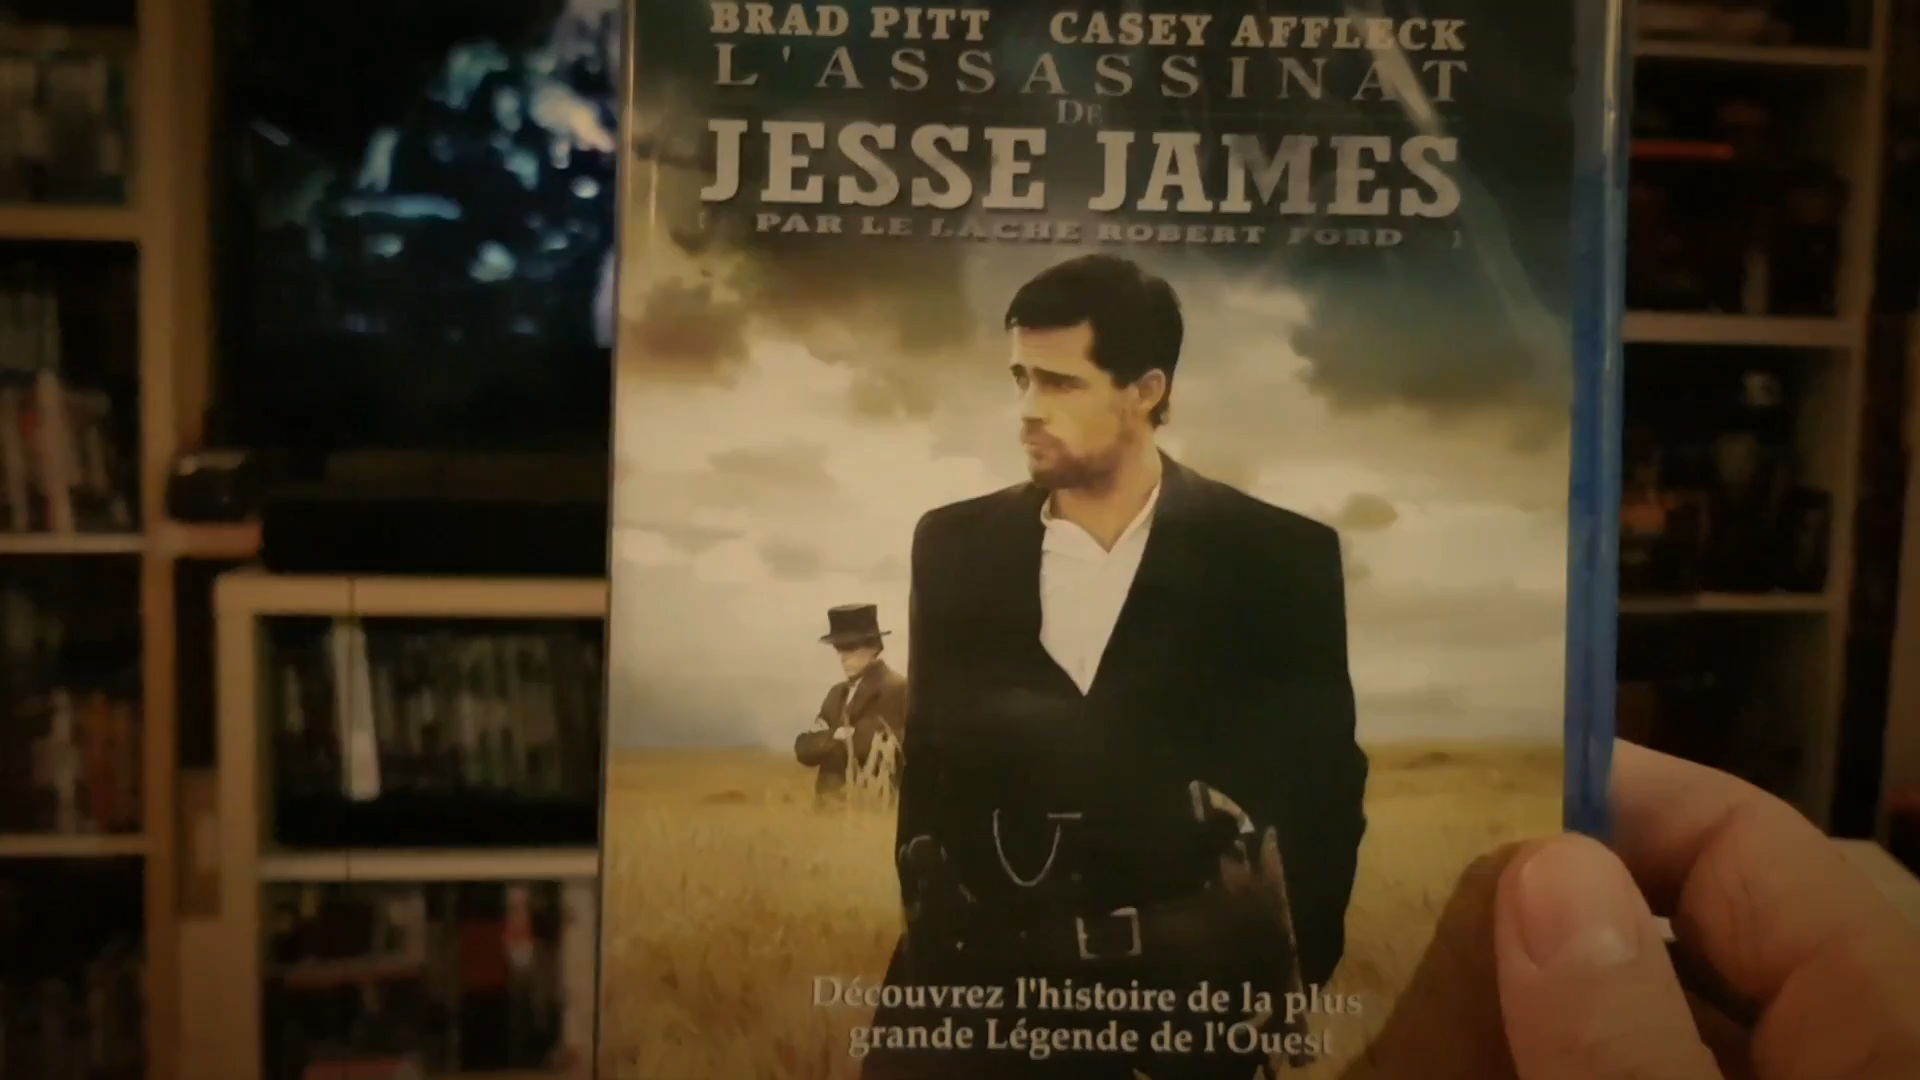 BRAD PITT CASEY AFFLECK
L'ASSASSINAT
DE
JESSE JAMES
[ PAR LE LACHE ROBERT FORD ]
Découvrez l'histoire de la plus
grande Légende de l'Ouest